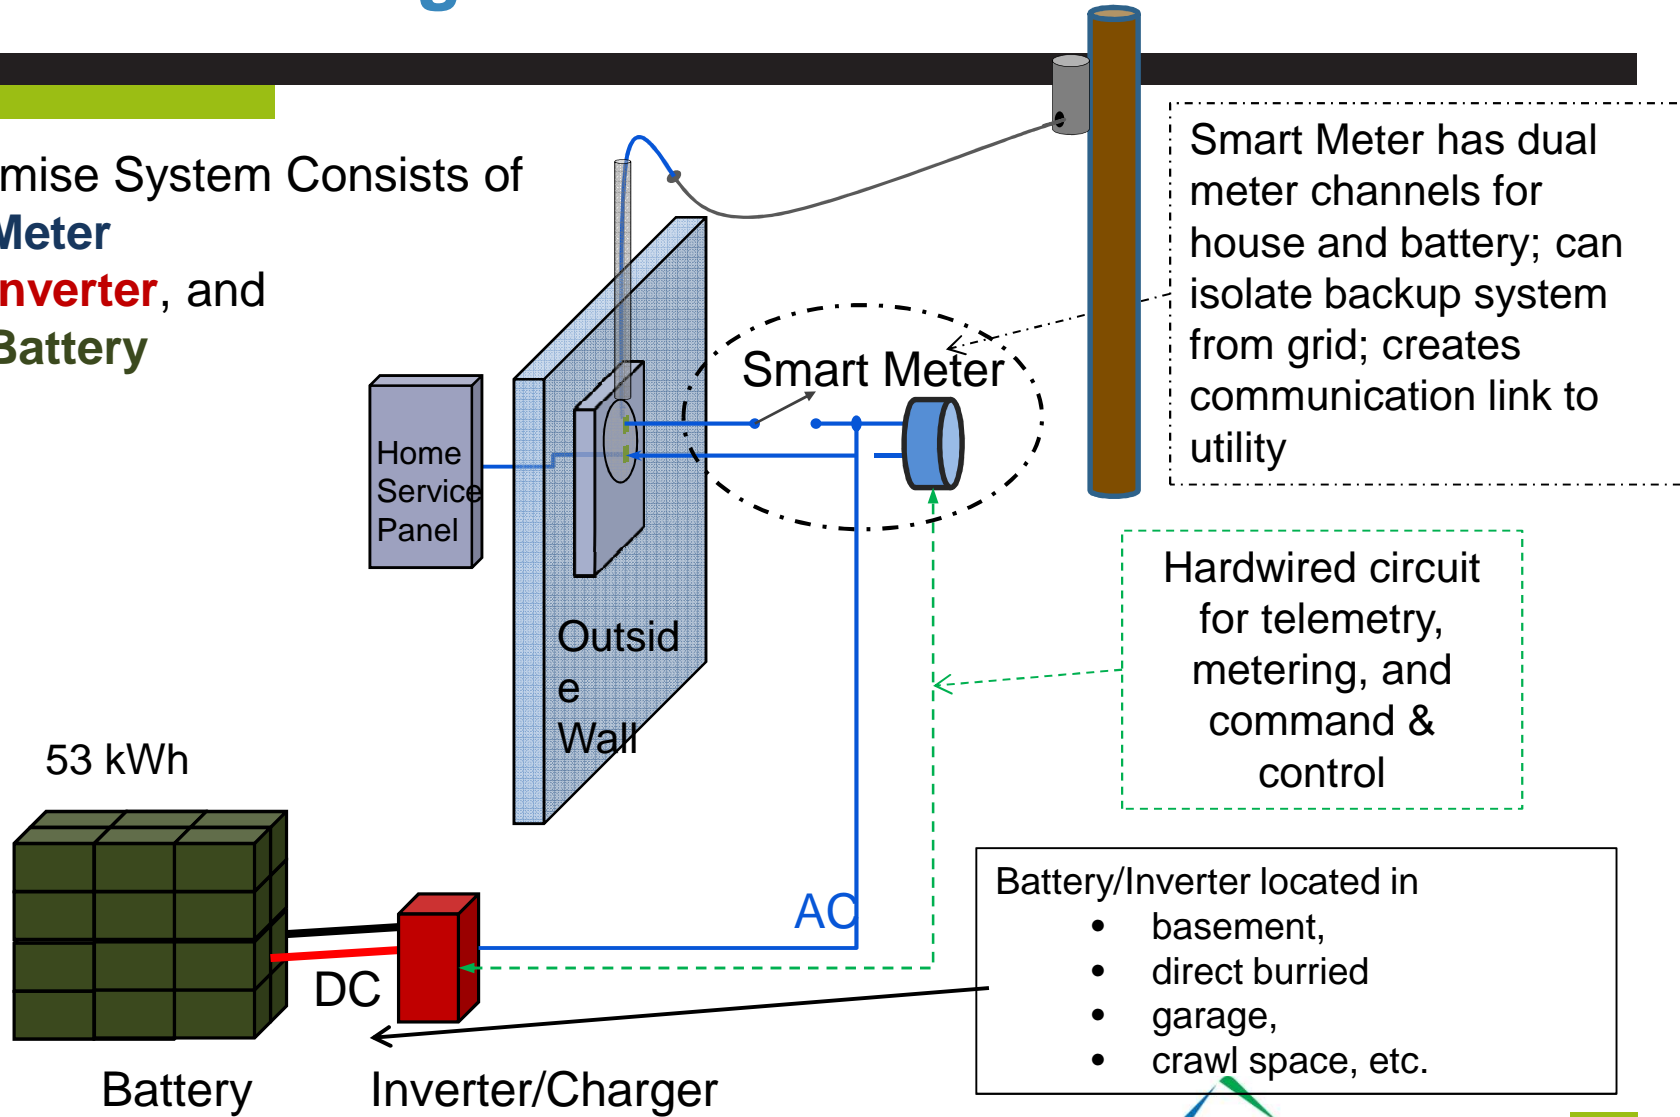 g
mise System Consists of
Meter
nverter, and
Battery
Smart Meter has dual
meter channels for
house and battery; can
isolate backup system
from grid; creates
communication link to
utility
Smart Meter
Home
Service
Panel
Outsid
e
Wall
Hardwired circuit
for telemetry,
metering, and
command &
control
53 kWh
AC
DC
Battery/Inverter located in
• basement,
• direct burried
• garage,
• crawl space, etc.
Battery
Inverter/Charger